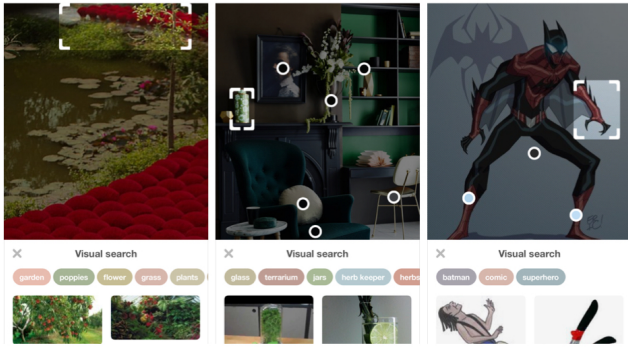 Visual search
garden poppies flower grass plants
Visual search
glass terrarium jars herb keeper herbs
Visual search
batman comic superhero